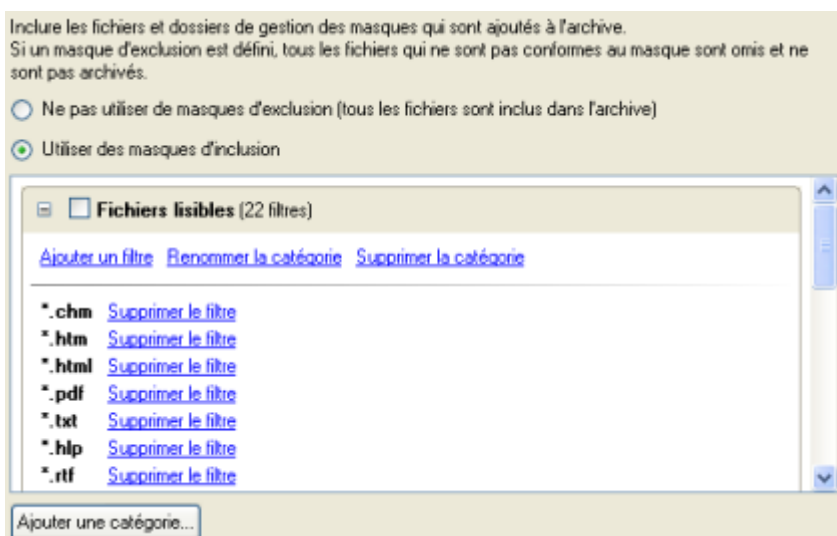 Inclure les fichiers et dossiers de gestion des masques qui sont ajoutés à l'archive.
Si un masque d'exclusion est défini, tous les fichiers qui ne sont pas conformes au masque sont omis et ne
sont pas archivés.
Ne pas utiliser de masques d'exclusion (tous les fichiers sont inclus dans l'archive)
Utiliser des masques d'inclusion
Fichiers lisibles (22 filtres)
Ajouter un filtre Renommer la catégorie Supprimer la catégorie
*.chm Supprimer le filtre
*.htm Supprimer le filtre
*.html Supprimer le filtre
*.pdf Supprimer le filtre
*.txt Supprimer le filtre
*.hlp Supprimer le filtre
*.rtf Supprimer le filtre
Ajouter une catégorie...